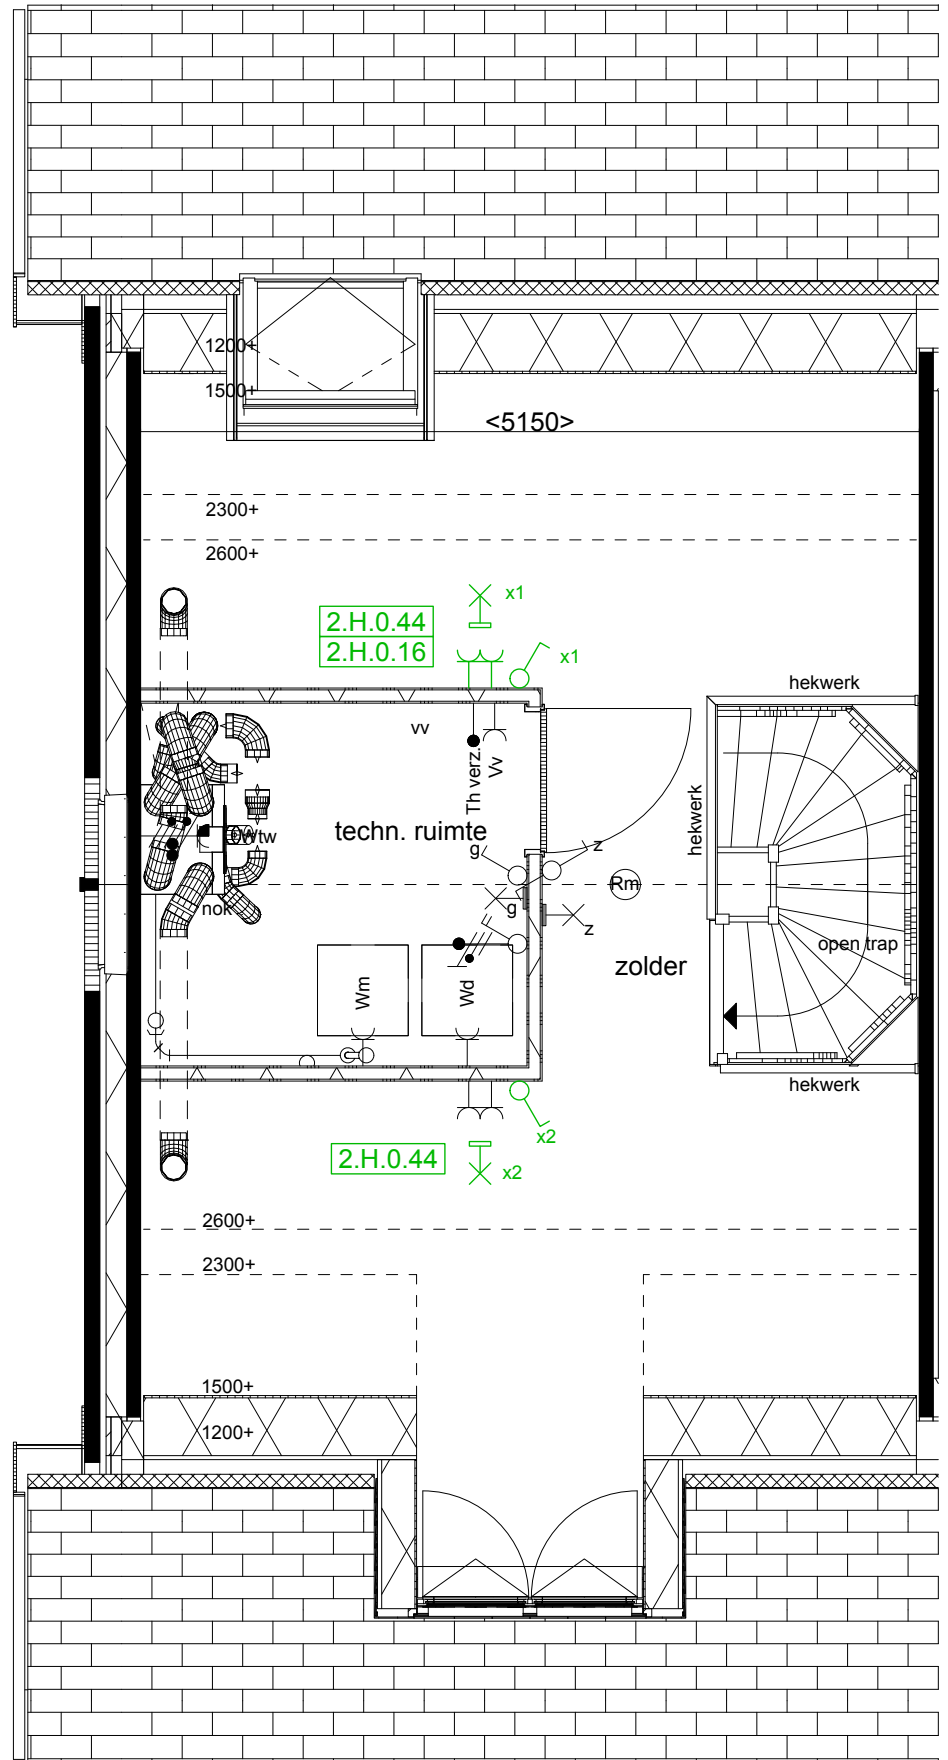 1200+
1500+
<5150>
2300+
2600+
x1
2.H.0.44
2.H.0.16
x1
hekwerk
vv
Th verz.
Vv
hekwerk
techn. ruimte
Wtw
g
z
Rm
nok
g
z
open trap
zolder
Wm
Wd
hekwerk
x2
2.H.0.44
x2
2600+
2300+
1500+
1200+